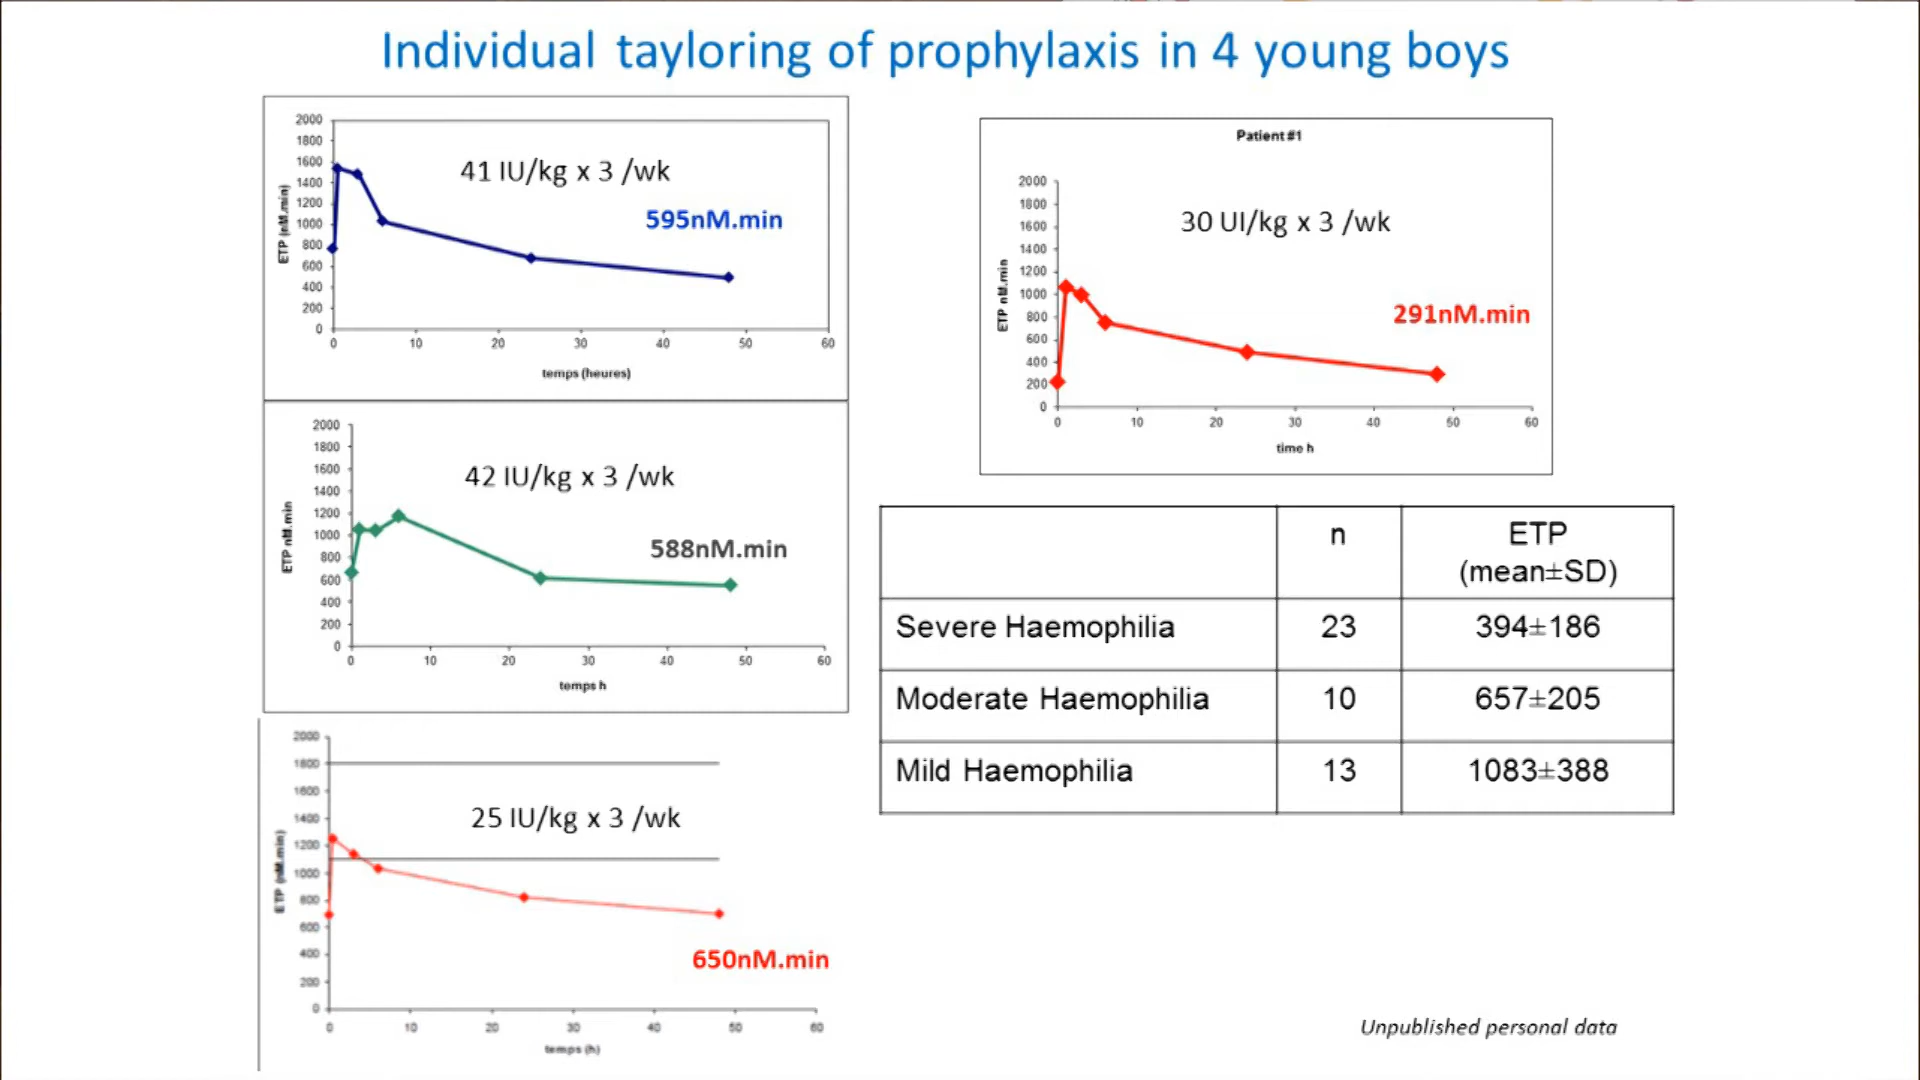 Individual tayloring of prophylaxis in 4 young boys
2000
1800
1600
1400
1200
1000
800
600
400
200
0
ETP (nM.min)
41 IU/kg x 3 /wk
595nM.min
0 10 20 30 40 50 60
temps (heures)
2000
1800
1600
1400
1200
1000
800
600
400
200
0
ETP nM.min
42 IU/kg x 3 /wk
588nM.min
0 10 20 30 40 50 60
temps h
2000
1800
1600
1400
1200
1000
800
600
400
200
0
ETP (nM.min)
25 IU/kg x 3 /wk
650nM.min
0 10 20 30 40 50 60
temps (h)
Patient #1
2000
1800
1600
1400
1200
1000
800
600
400
200
0
ETP nM.min
30 UI/kg x 3 /wk
291nM.min
0 10 20 30 40 50 60
time h
n ETP
(mean±SD)
Severe Haemophilia 23 394±186
Moderate Haemophilia 10 657±205
Mild Haemophilia 13 1083±388
Unpublished personal data